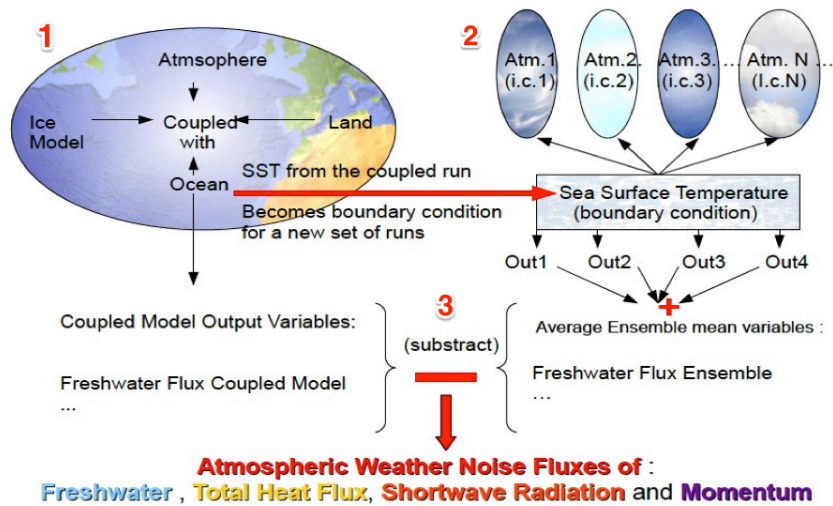 1
Atmsophere
Ice
Model
Coupled
with
Land
Ocean
SST from the coupled run
Becomes boundary condition
for a new set of runs
2
Atm.1
(i.c.1)
Atm.2.
(i.c.2)
Atm.3. ...
(i.c.3)
Atm. N ...
(I.c.N)
Sea Surface Temperature
(boundary condition)
Out1
Out2
Out3
Out4
+
Coupled Model Output Variables:
Freshwater Flux Coupled Model
...
3
(substract)
Average Ensemble mean variables :
Freshwater Flux Ensemble
...
Atmospheric Weather Noise Fluxes of :
Freshwater , Total Heat Flux, Shortwave Radiation and Momentum